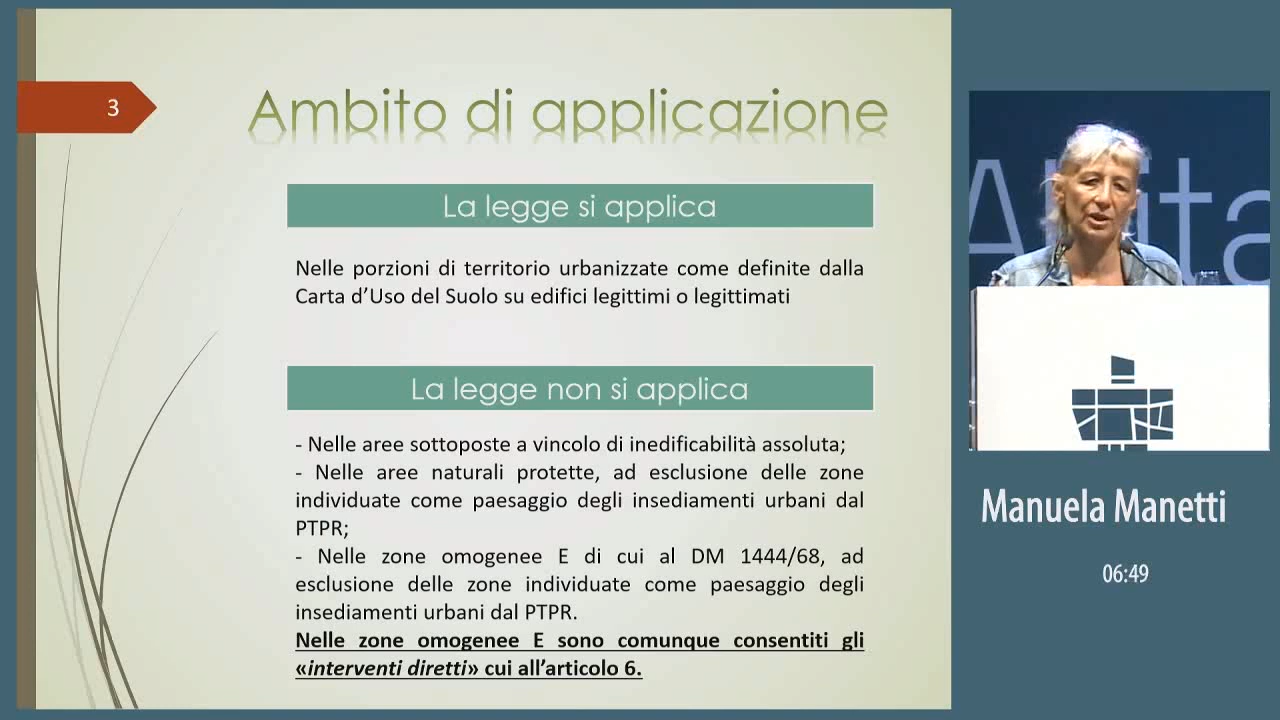 3
Ambito di applicazione
La legge si applica
Nelle porzioni di territorio urbanizzate come definite dalla
Carta d'Uso del Suolo su edifici legittimi o legittimati
La legge non si applica
- Nelle aree sottoposte a vincolo di inedificabilità assoluta;
- Nelle aree naturali protette, ad esclusione delle zone
individuate come paesaggio degli insediamenti urbani dal
PTPR;
- Nelle zone omogenee E di cui al DM 1444/68, ad
esclusione delle zone individuate come paesaggio degli
insediamenti urbani dal PTPR.
Nelle zone omogenee E sono comunque consentiti gli
«interventi diretti» cui all'articolo 6.
Manuela Manetti
06:49